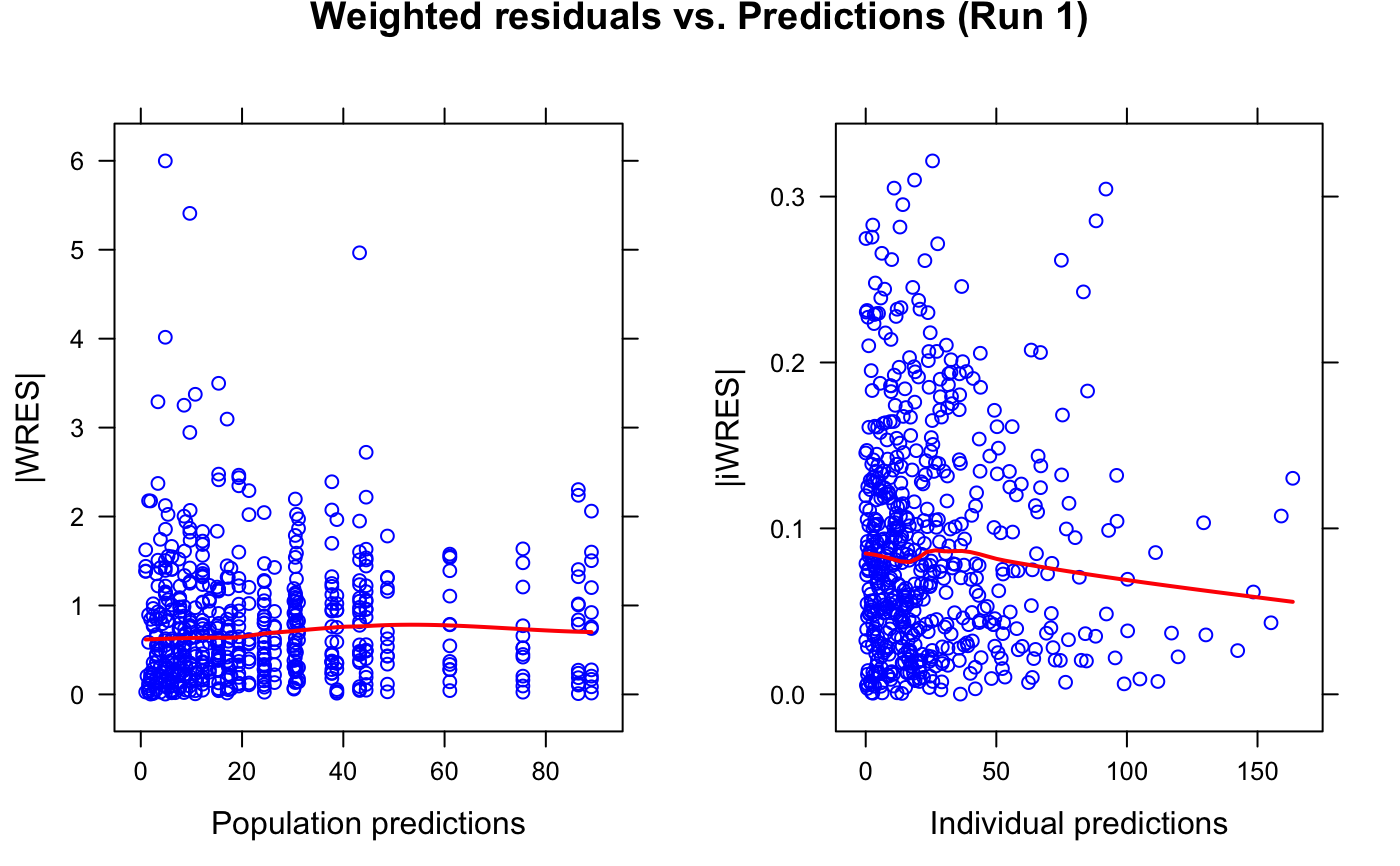 Weighted residuals vs. Predictions (Run 1)
|WRES|
6
5
4
3
2
1
0
0 20 40 60 80
Population predictions
|iWRES|
0.3
0.2
0.1
0.0
0 50 100 150
Individual predictions